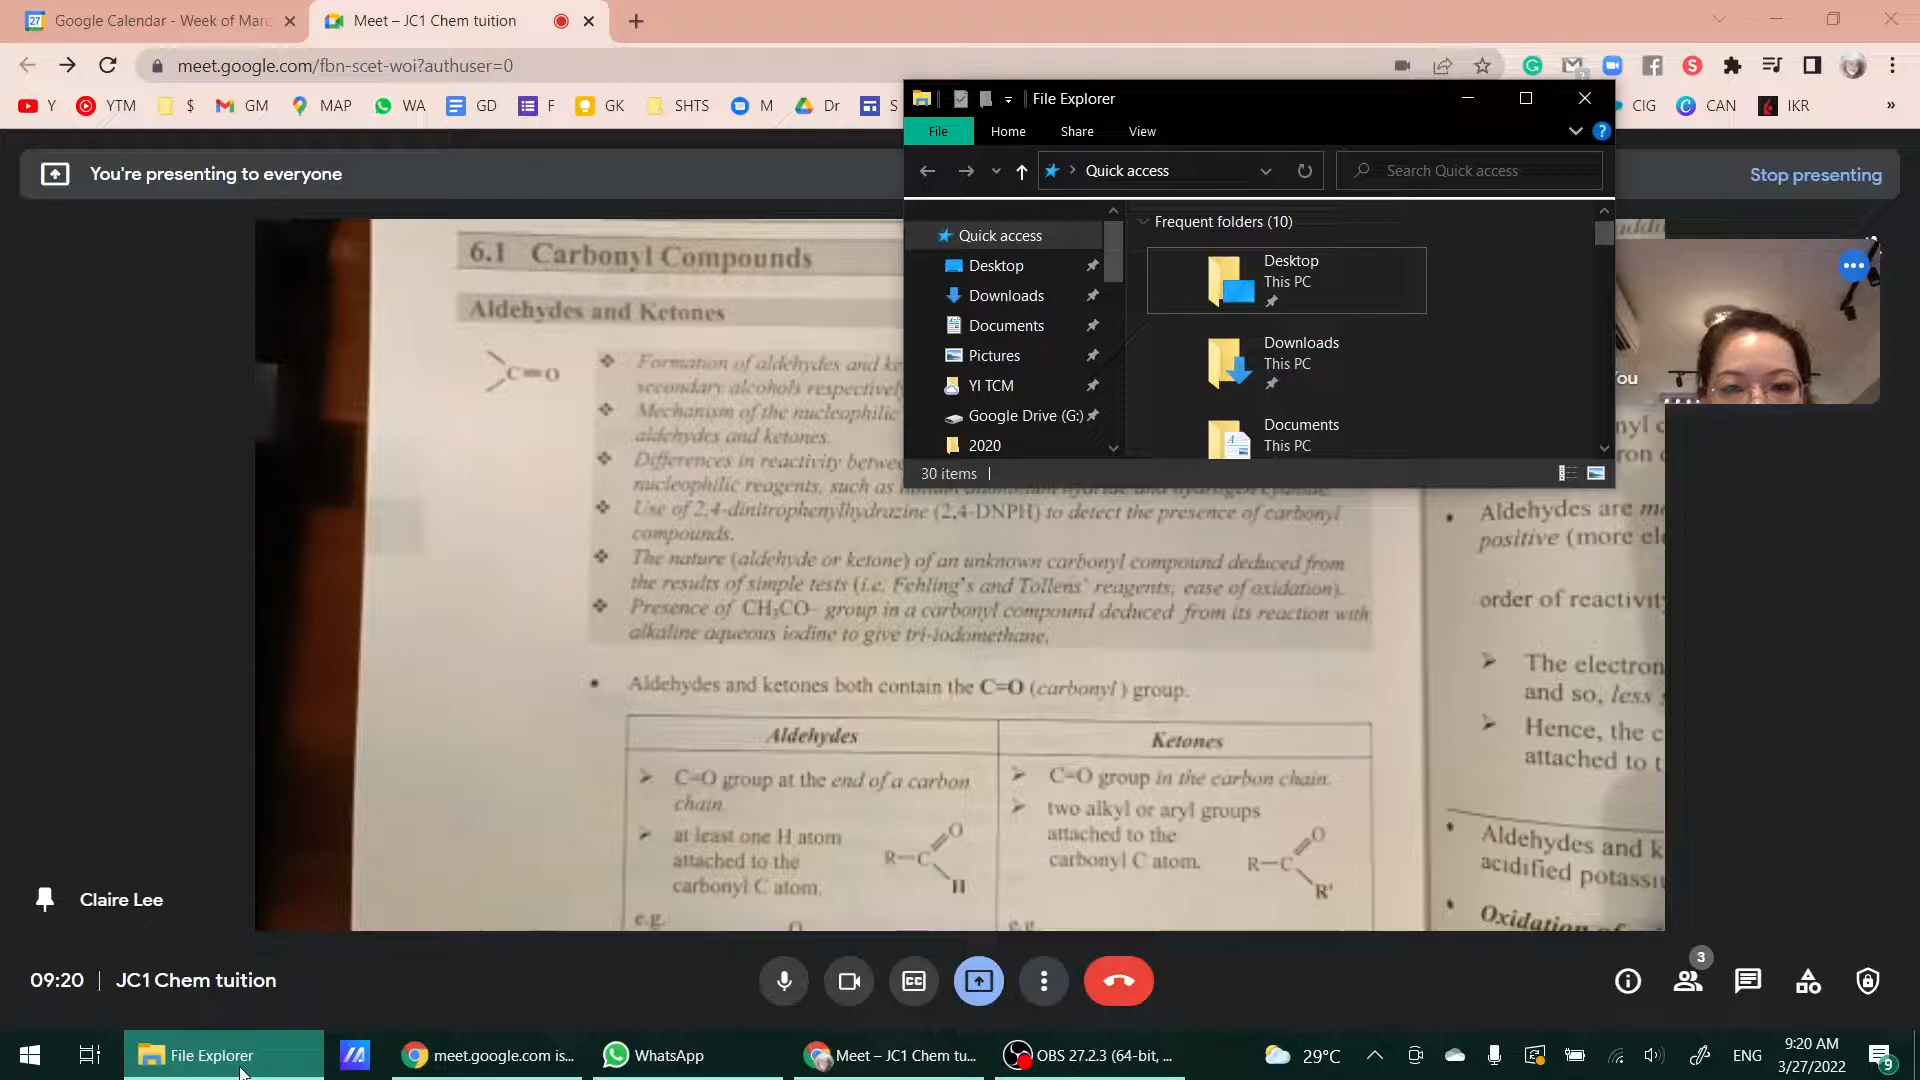 Google Calendar - Week of Marc
Meet – JC1 Chem tuition
meet.google.com/fbn-scet-woi?authuser=0
Y
YTM
$
GM
MAP
WA
GD
F
GK
SHTS
M
Dr
S
CIG
CAN
IKR
»
You're presenting to everyone
Stop presenting
File Explorer
File
Home
Share
View
Quick access
Search Quick access
Quick access
Desktop
Downloads
Documents
Pictures
YI TCM
Google Drive (G:)
2020
Frequent folders (10)
Desktop
This PC
Downloads
This PC
Documents
This PC
30 items
You
6.1 Carbonyl Compounds
Aldehydes and Ketones
C=O
Formation of aldehydes and ke
secondary alcohols respectively
Mechanism of the nucleophilic
aldehydes and ketones.
Differences in reactivity betwee
nucleophilic reagents, such as
Use of 2,4-dinitrophenylhydrazine (2,4-DNPH) to detect the presence of carbonyl
compounds.
The nature (aldehyde or ketone) of an unknown carbonyl compound deduced from
the results of simple tests (i.e. Fehling's and Tollens' reagents; ease of oxidation).
Presence of CH₃CO– group in a carbonyl compound deduced from its reaction with
alkaline aqueous iodine to give tri-iodomethane.
• Aldehydes and ketones both contain the C=O (carbonyl) group.
Aldehydes
C=O group at the end of a carbon
chain
at least one H atom
attached to the
carbonyl C atom.
R—C
O
H
e.g.
O
Ketones
C=O group in the carbon chain.
two alkyl or aryl groups
attached to the
carbonyl C atom.
R—C
O
R'
e.g.
• Aldehydes are mo
positive (more ele
order of reactivity
The electron
and so, less
Hence, the c
attached to t
• Aldehydes and k
acidified potassiu
• Oxidation of
Claire Lee
09:20 | JC1 Chem tuition
3
File Explorer
meet.google.com is...
WhatsApp
Meet – JC1 Chem tu...
OBS 27.2.3 (64-bit, ...
29°C
ENG
9:20 AM
3/27/2022
9